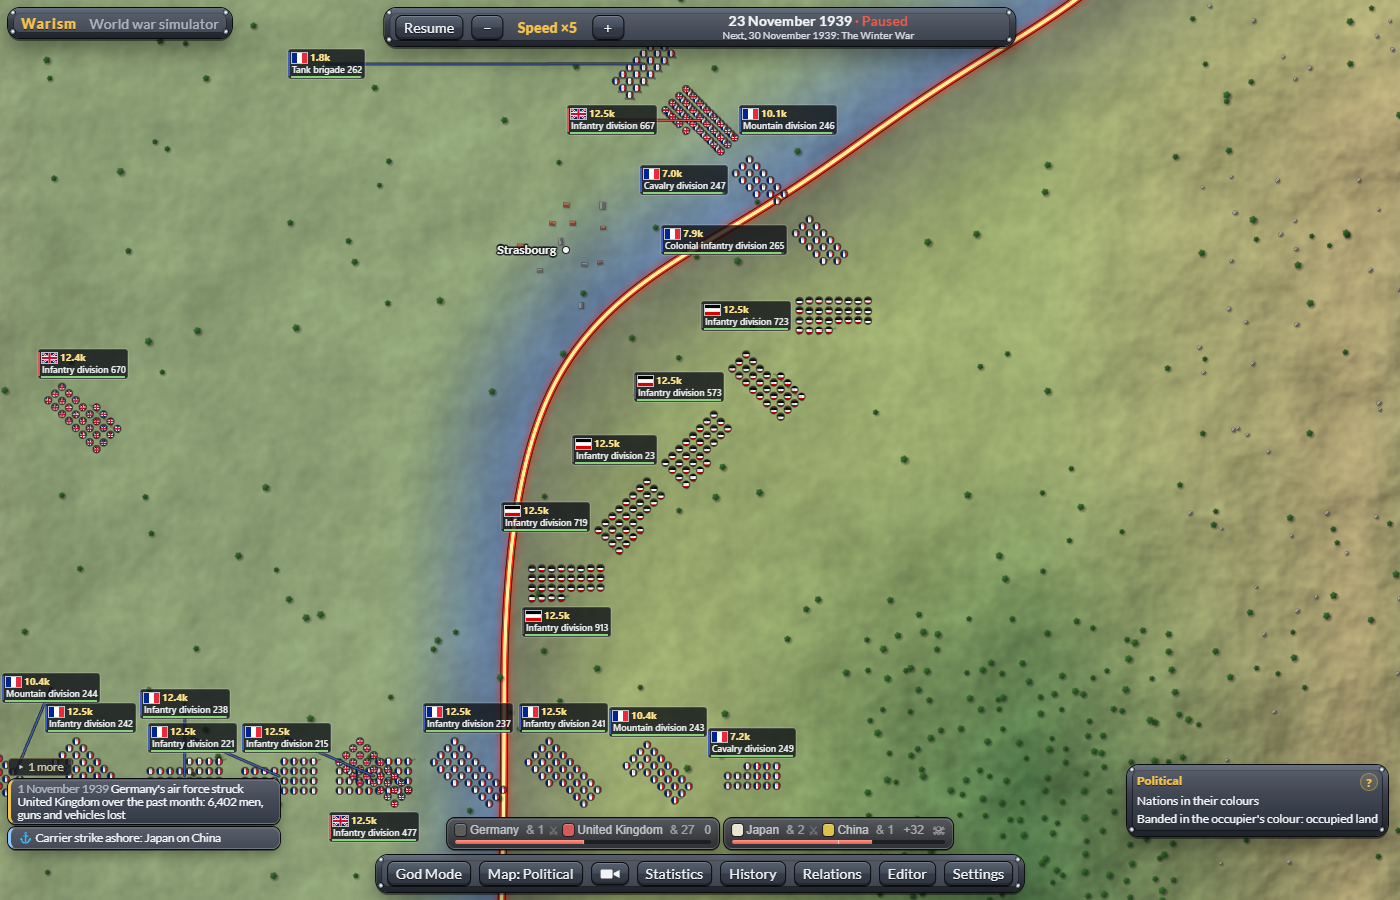 Warism World war simulator
Resume
−
Speed ×5
+
23 November 1939 · Paused
Next, 30 November 1939: The Winter War
1.8k
Tank brigade 262
12.5k
Infantry division 667
10.1k
Mountain division 246
7.0k
Cavalry division 247
7.9k
Colonial infantry division 265
Strasbourg
12.5k
Infantry division 723
12.4k
Infantry division 670
12.5k
Infantry division 573
12.5k
Infantry division 23
12.5k
Infantry division 719
12.5k
Infantry division 913
10.4k
Mountain division 244
12.5k
Infantry division 242
12.4k
Infantry division 238
12.5k
Infantry division 221
12.5k
Infantry division 215
12.5k
Infantry division 237
12.5k
Infantry division 241
10.4k
Mountain division 243
7.2k
Cavalry division 249
1 more
1 November 1939 Germany's air force struck
United Kingdom over the past month: 6,402 men,
guns and vehicles lost
Carrier strike ashore: Japan on China
12.5k
Infantry division 477
Germany & 1 United Kingdom & 27 0
Japan & 2 China & 1 +32
Political
?
Nations in their colours
Banded in the occupier's colour: occupied land
God Mode
Map: Political
Statistics
History
Relations
Editor
Settings